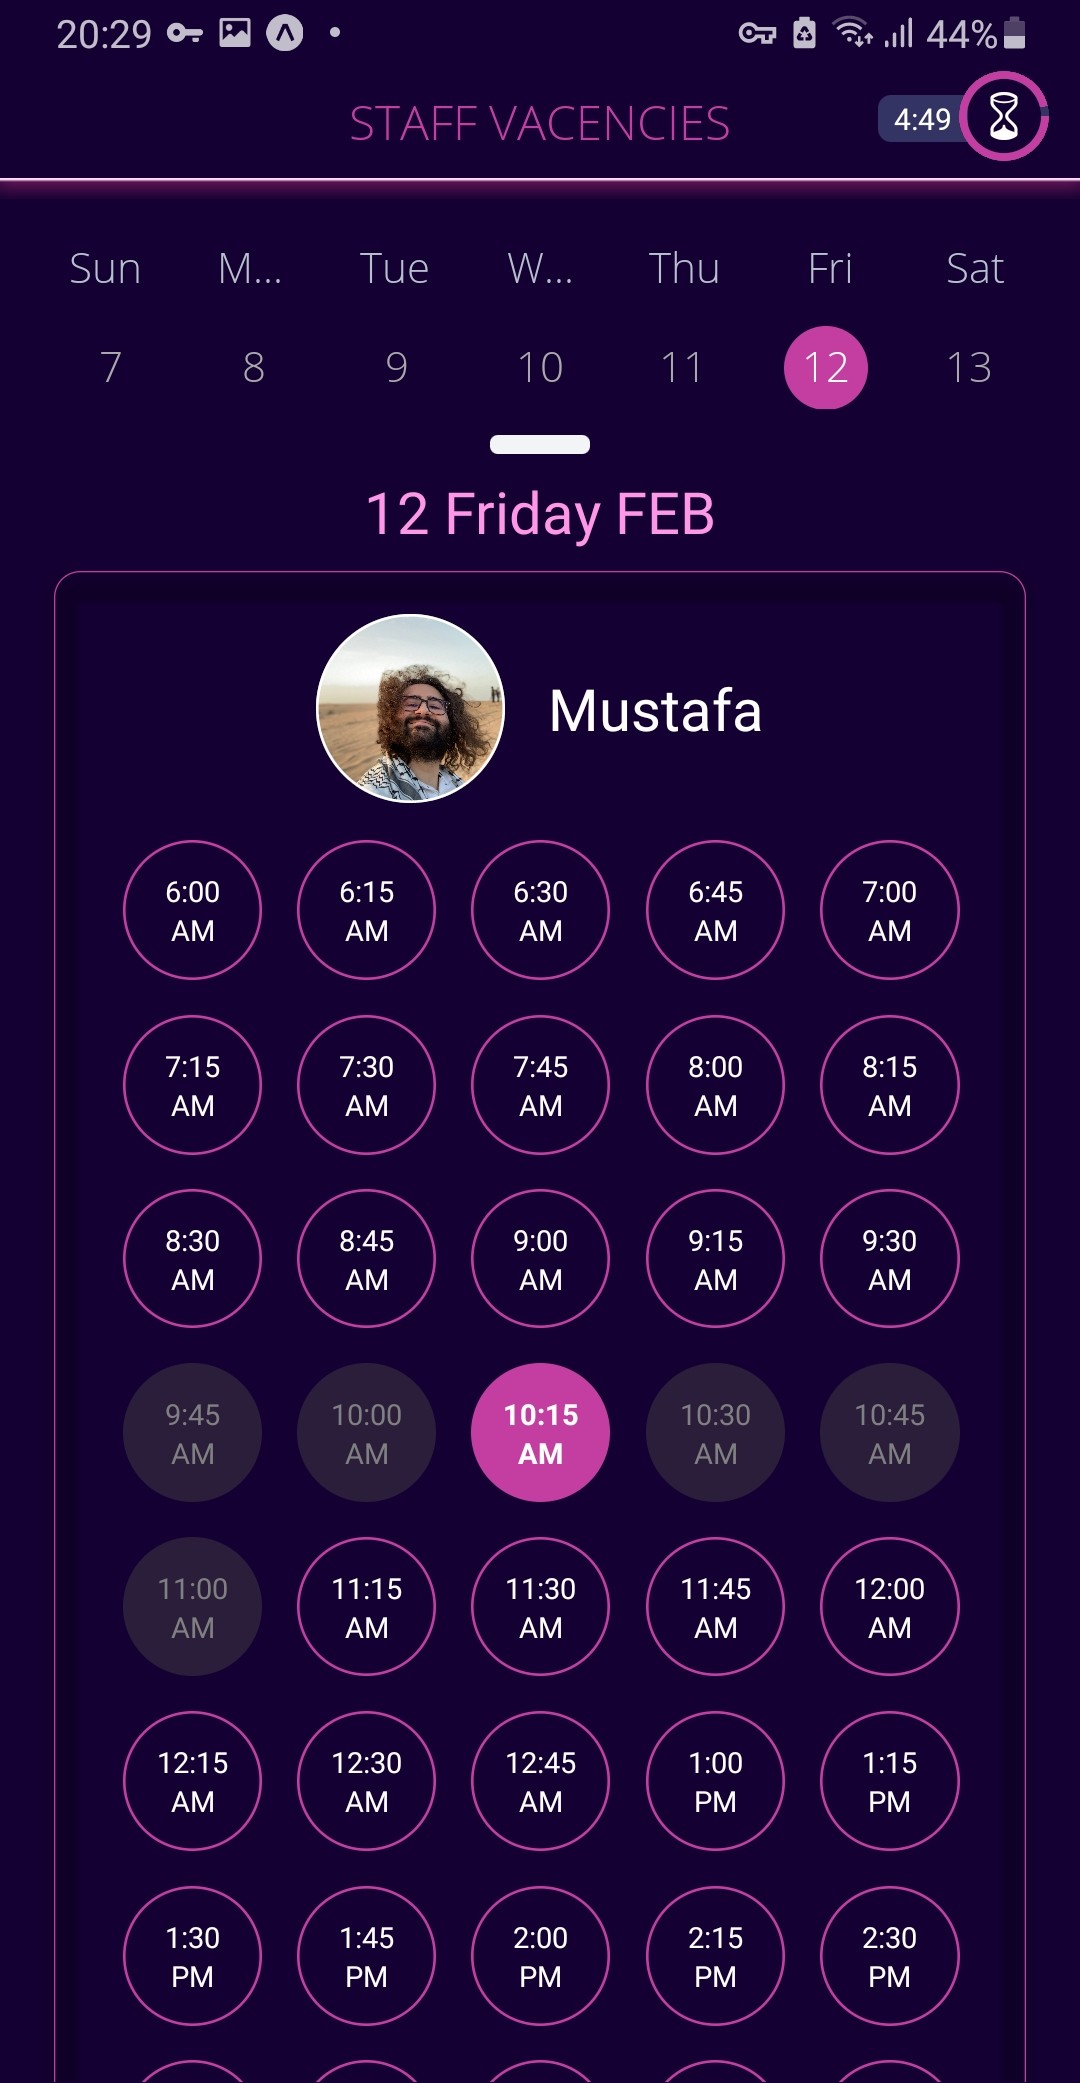 20:29
44%
STAFF VACENCIES
4:49
Sun M... Tue W... Thu Fri Sat
7 8 9 10 11 12 13
12 Friday FEB
Mustafa
6:00 AM
6:15 AM
6:30 AM
6:45 AM
7:00 AM
7:15 AM
7:30 AM
7:45 AM
8:00 AM
8:15 AM
8:30 AM
8:45 AM
9:00 AM
9:15 AM
9:30 AM
9:45 AM
10:00 AM
10:15 AM
10:30 AM
10:45 AM
11:00 AM
11:15 AM
11:30 AM
11:45 AM
12:00 AM
12:15 AM
12:30 AM
12:45 AM
1:00 PM
1:15 PM
1:30 PM
1:45 PM
2:00 PM
2:15 PM
2:30 PM